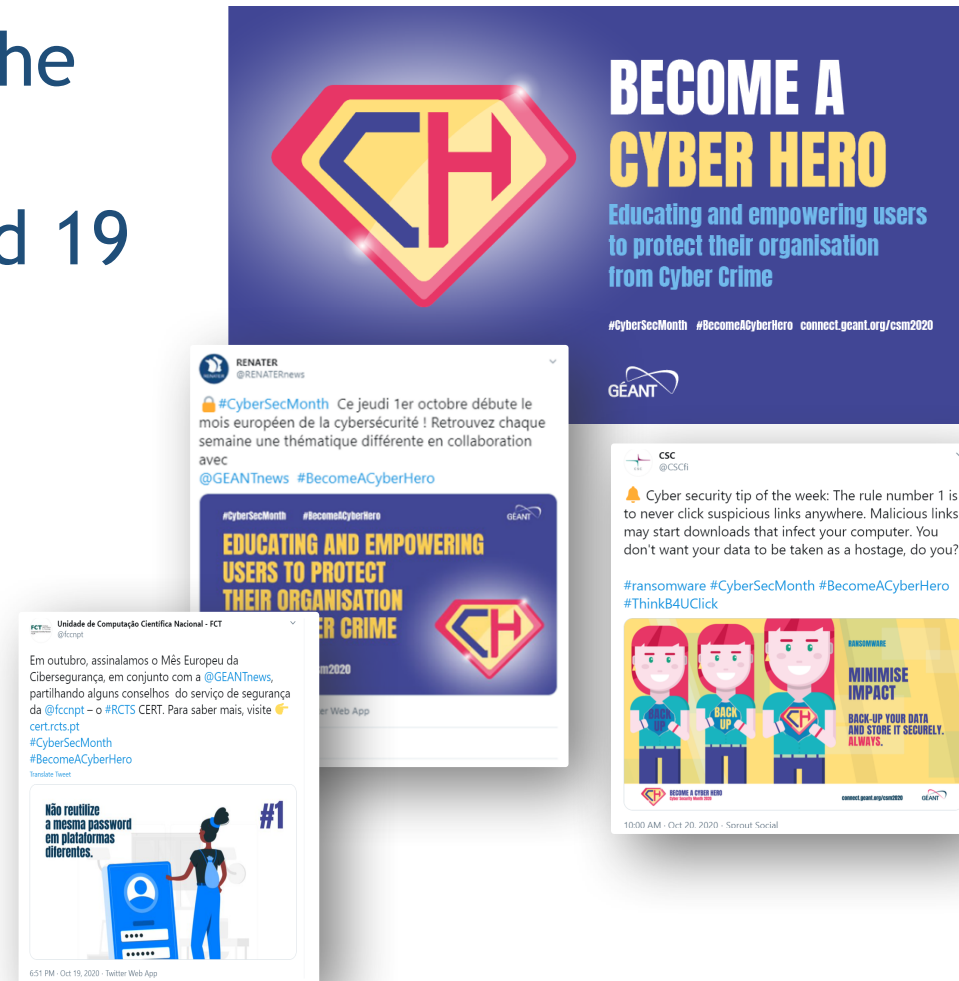 he
d 19
BECOME A
CYBER HERO
Educating and empowering users
to protect their organisation
from Cyber Crime
#CyberSecMonth #BecomeACyberHero connect.geant.org/csm2020
GÉANT
RENATER
@RENATERnews
#CyberSecMonth Ce jeudi 1er octobre débute le
mois européen de la cybersécurité ! Retrouvez chaque
semaine une thématique différente en collaboration
avec
@GEANTnews #BecomeACyberHero
#CyberSecMonth #BecomeACyberHero
GÉANT
EDUCATING AND EMPOWERING
USERS TO PROTECT
THEIR ORGANISATION
ER CRIME
CH
sm2020
er Web App
CSC
@CSCfi
Cyber security tip of the week: The rule number 1 is
to never click suspicious links anywhere. Malicious links
may start downloads that infect your computer. You
don't want your data to be taken as a hostage, do you?
#ransomware #CyberSecMonth #BecomeACyberHero
#ThinkB4UClick
RANSOMWARE
MINIMISE
IMPACT
BACK-UP YOUR DATA
AND STORE IT SECURELY.
ALWAYS.
BACK
UP
BACK
UP
CH
CH
BECOME A CYBER HERO
Cyber Security Month 2020
connect.geant.org/csm2020
GÉANT
10:00 AM · Oct 20, 2020 · Sprout Social
FCT
Unidade de Computação Científica Nacional - FCT
@fccnpt
Em outubro, assinalamos o Mês Europeu da
Cibersegurança, em conjunto com a @GEANTnews,
partilhando alguns conselhos do serviço de segurança
da @fccnpt – o #RCTS CERT. Para saber mais, visite
cert.rcts.pt
#CyberSecMonth
#BecomeACyberHero
Translate Tweet
Não reutilize
a mesma password
em plataformas
diferentes.
#1
6:51 PM · Oct 19, 2020 · Twitter Web App
CH